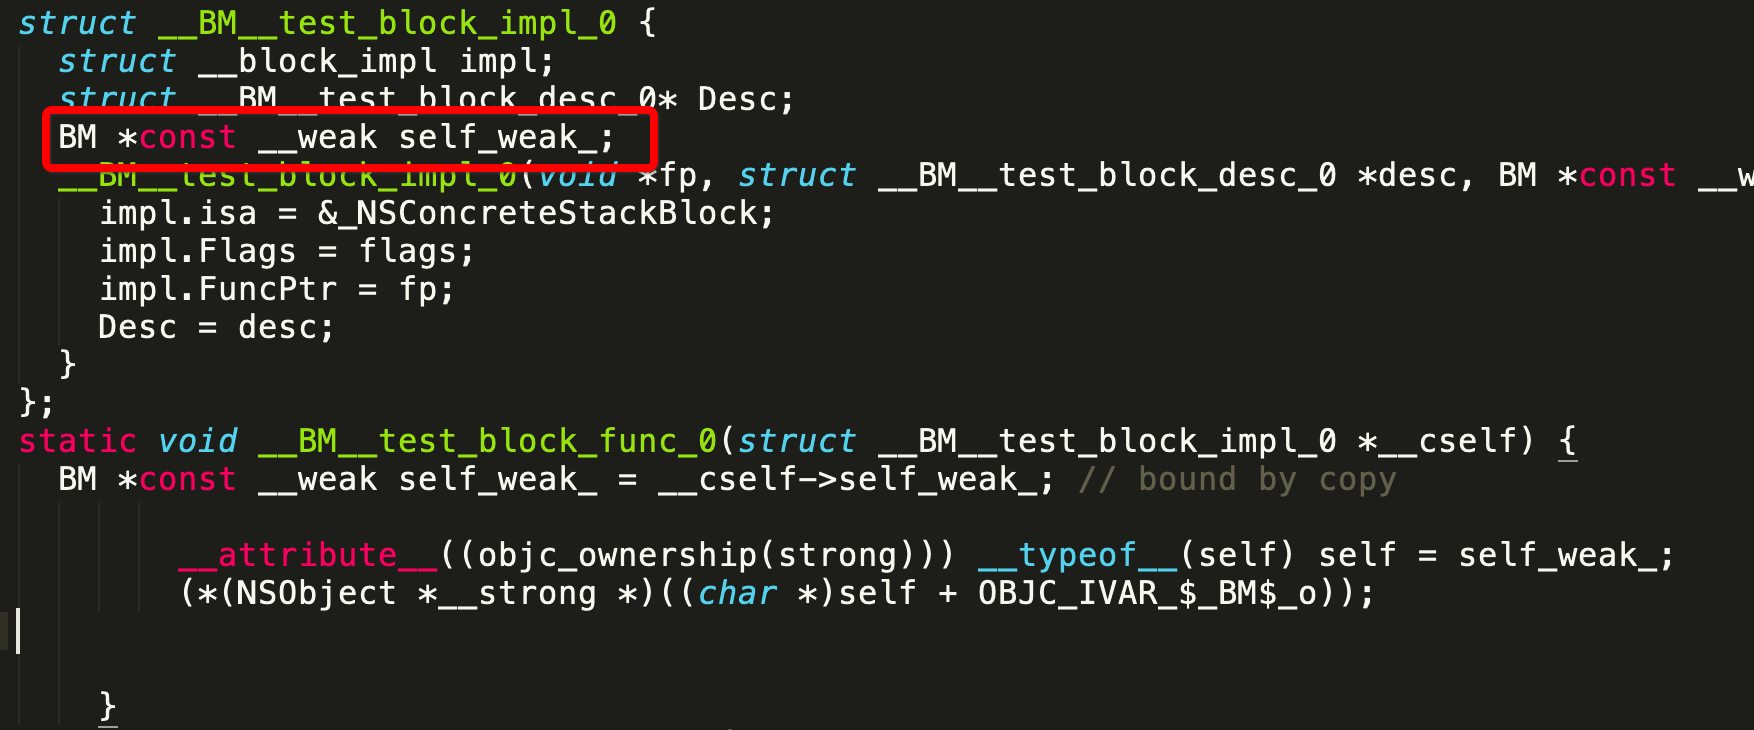 struct __BM__test_block_impl_0 {
struct __block_impl impl;
struct __BM__test_block_desc_0* Desc;
BM *const __weak self_weak_;
__BM__test_block_impl_0(void *fp, struct __BM__test_block_desc_0 *desc, BM *const __w
impl.isa = &_NSConcreteStackBlock;
impl.Flags = flags;
impl.FuncPtr = fp;
Desc = desc;
}
};
static void __BM__test_block_func_0(struct __BM__test_block_impl_0 *__cself) {
BM *const __weak self_weak_ = __cself->self_weak_; // bound by copy
__attribute__((objc_ownership(strong))) __typeof__(self) self = self_weak_;
(*(NSObject *__strong *)((char *)self + OBJC_IVAR_$_BM$_o));
}